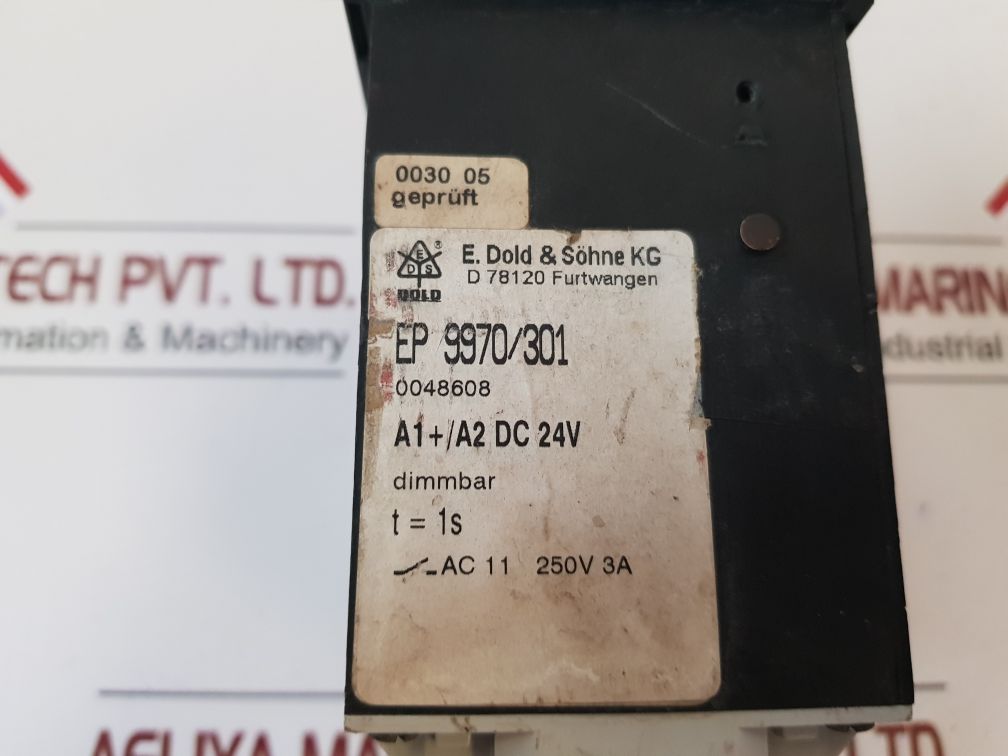 0030 05
geprüft
E
D S
®
DOLD
E. Dold & Söhne KG
D 78120 Furtwangen
EP 9970/301
0048608
A1+/A2 DC 24V
dimmbar
t = 1s
AC 11 250V 3A
TECH PVT. LTD.
mation & Machinery
MARIN
dustrial